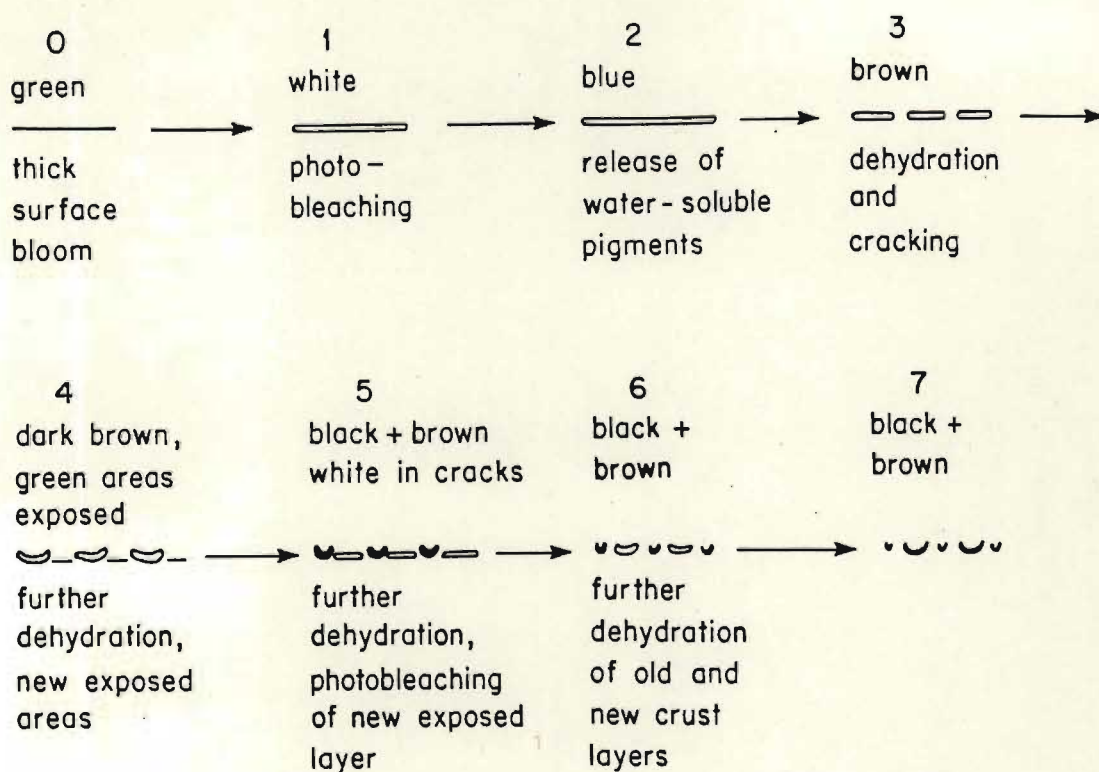 0
green
thick
surface
bloom
1
white
photo-
bleaching
2
blue
release of
water-soluble
pigments
3
brown
dehydration
and
cracking
4
dark brown,
green areas
exposed
further
dehydration,
new exposed
areas
5
black + brown
white in cracks
further
dehydration,
photobleaching
of new exposed
layer
6
black +
brown
further
dehydration
of old and
new crust
layers
7
black +
brown